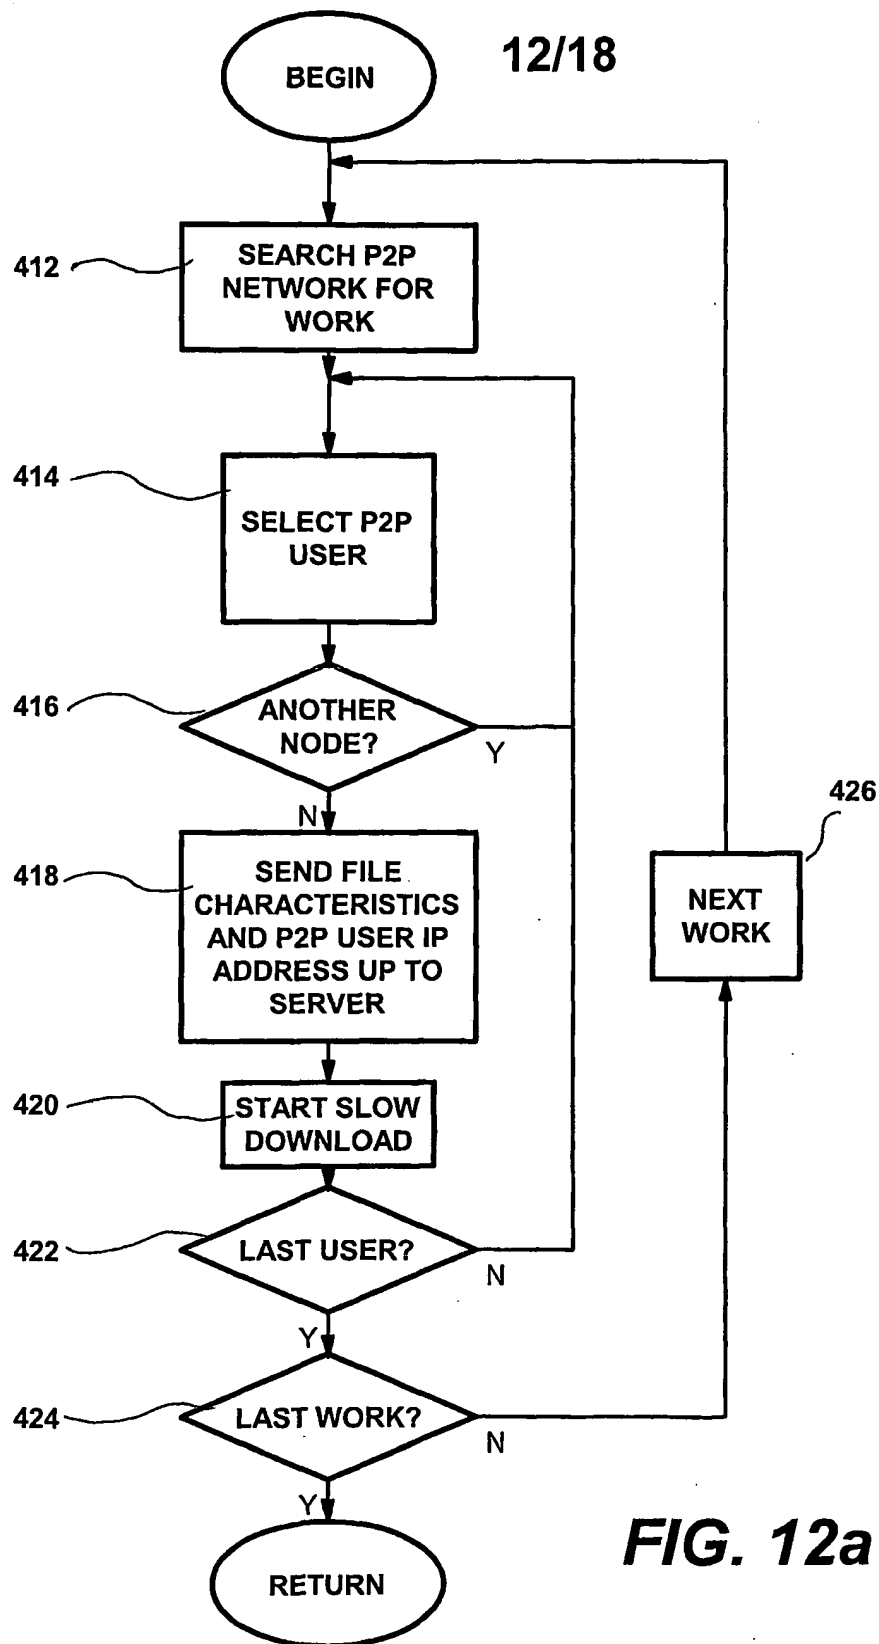 12/18
BEGIN
412
SEARCH P2P
NETWORK FOR
WORK
414
SELECT P2P
USER
416
ANOTHER
NODE?
Y
N
418
SEND FILE
CHARACTERISTICS
AND P2P USER IP
ADDRESS UP TO
SERVER
426
NEXT
WORK
420
START SLOW
DOWNLOAD
422
LAST USER?
N
Y
424
LAST WORK?
N
Y
RETURN
FIG. 12a